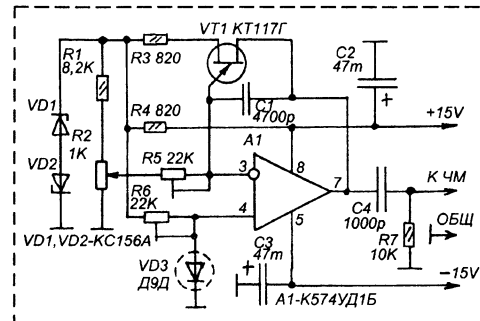 VT1 КТ117Г
R1
8,2K
R3 820
C2
47m
+
VD1
R4 820
C1
4700p
+15V
VD2
R2
1K
R5 22K
A1
8
3
7
К ЧМ
R6
22K
4
5
C4
1000p
ОБЩ
VD1,VD2-КС156А
C3
47m
R7
10K
VD3
Д9Д
+
-15V
A1-К574УД1Б